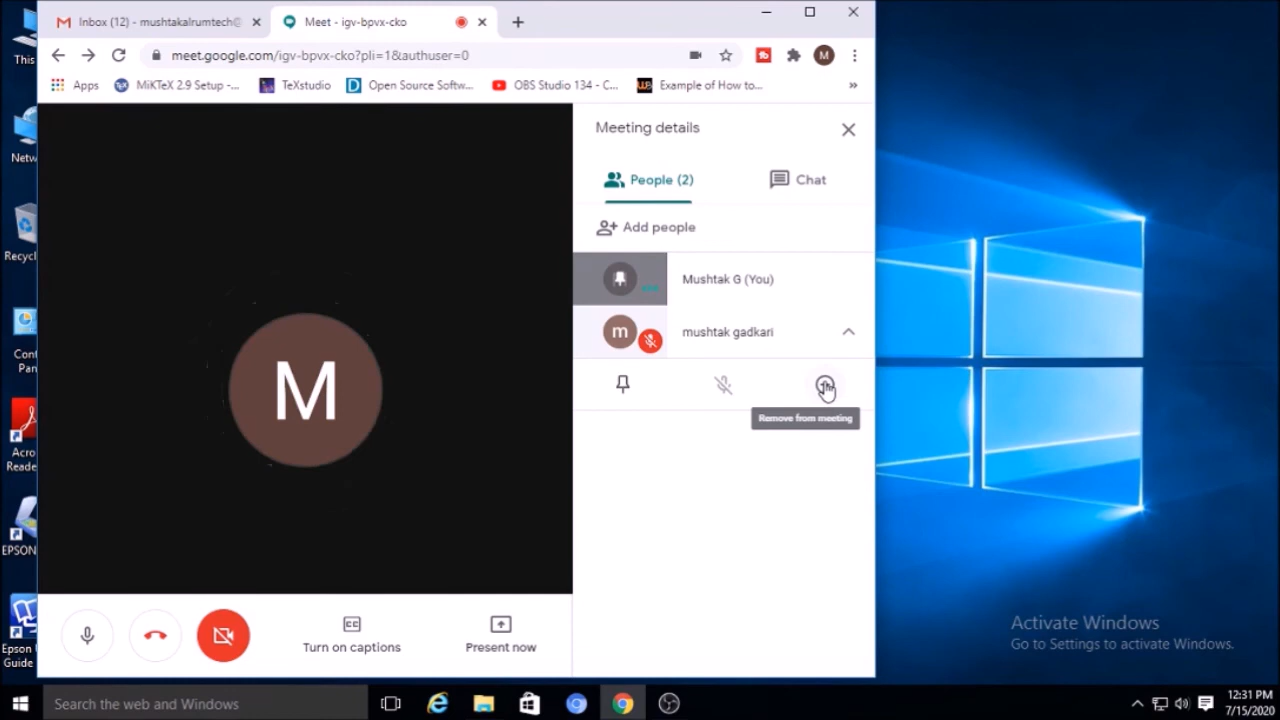 Inbox (12) - mushtakalrumtech@
Meet - igv-bpvx-cko
meet.google.com/igv-bpvx-cko?pli=1&authuser=0
M
Apps
MiKTeX 2.9 Setup -...
TeXstudio
Open Source Softw...
OBS Studio 134 - C...
Example of How to...
»
This
Netw
Recycl
Cont
Pan
Acro
Reade
EPSON
Epson
Guide
M
Meeting details
People (2)
Chat
Add people
Mushtak G (You)
m
mushtak gadkari
Remove from meeting
CC
Turn on captions
Present now
Activate Windows
Go to Settings to activate Windows.
Search the web and Windows
12:31 PM
7/15/2020